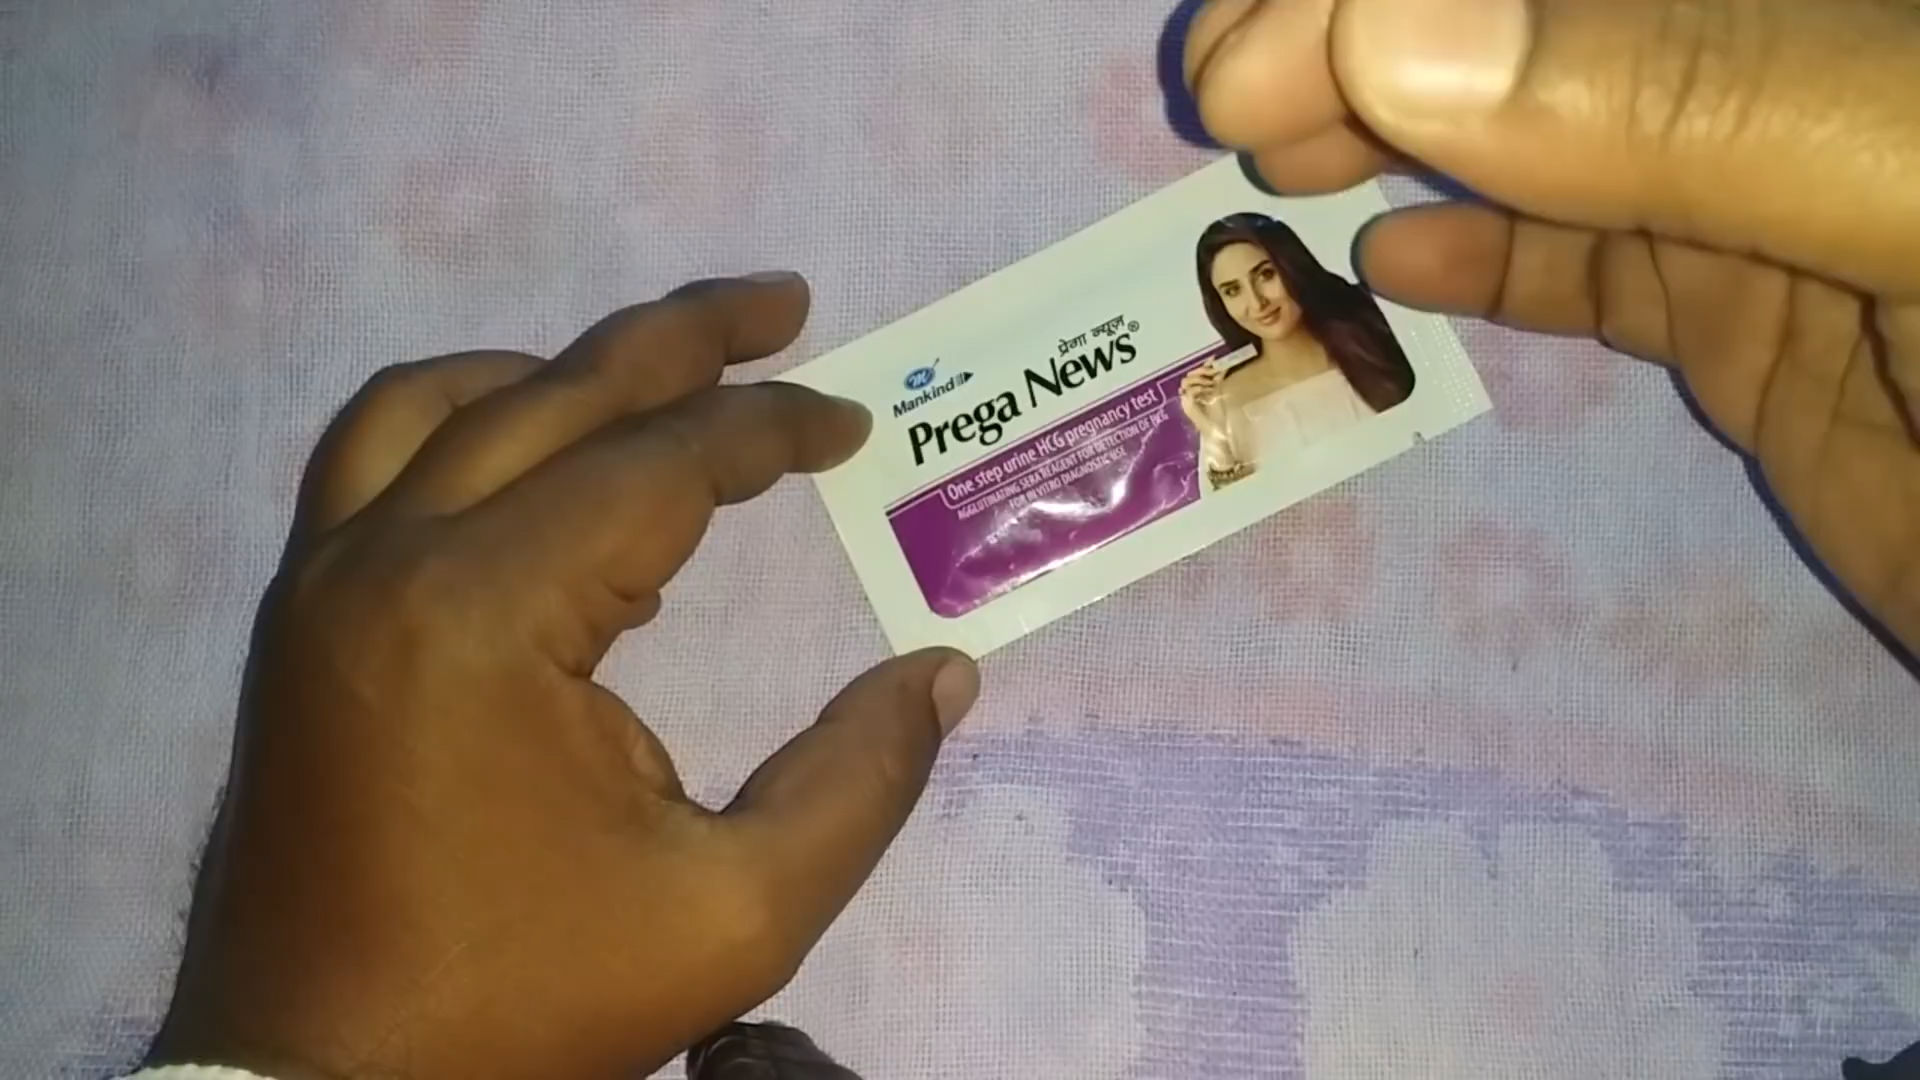 Mankind
प्रेगा न्यूज़
Prega News®
One step urine HCG pregnancy test
AGGLUTINATING SERA REAGENT FOR DETECTION OF HCG
FOR IN VITRO DIAGNOSTIC USE